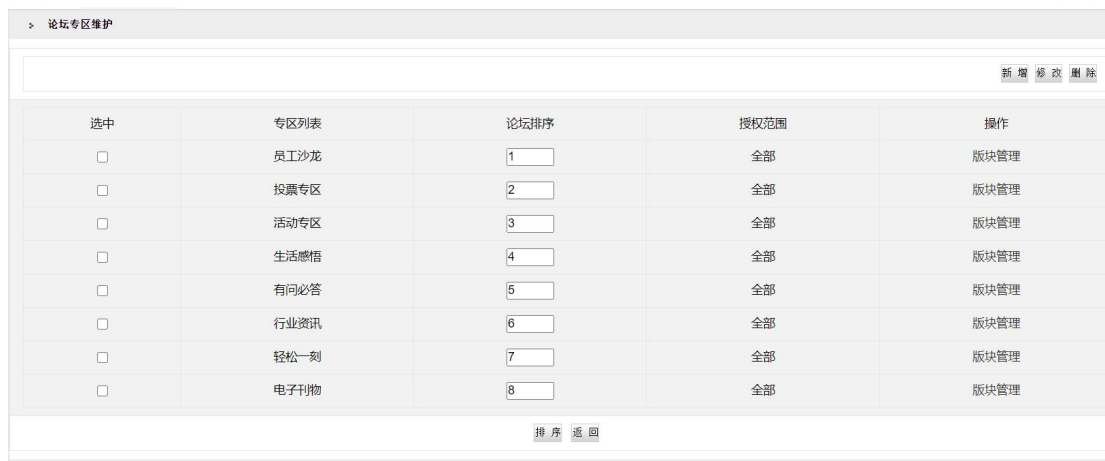 论坛专区维护
新 增 修 改 删 除
选中 专区列表 论坛排序 授权范围 操作
员工沙龙 1 全部 版块管理
投票专区 2 全部 版块管理
活动专区 3 全部 版块管理
生活感悟 4 全部 版块管理
有问必答 5 全部 版块管理
行业资讯 6 全部 版块管理
轻松一刻 7 全部 版块管理
电子刊物 8 全部 版块管理
排 序 返 回